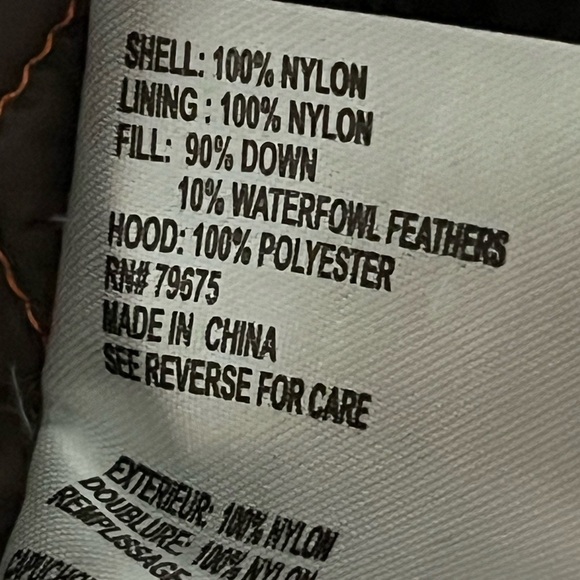 SHELL: 100% NYLON
LINING : 100% NYLON
FILL: 90% DOWN
10% WATERFOWL FEATHERS
HOOD: 100% POLYESTER
RN# 79675
MADE IN CHINA
SEE REVERSE FOR CARE
EXTERIEUR: 100% NYLON
DOUBLURE: 100% NYLON
REMPLISSAGE